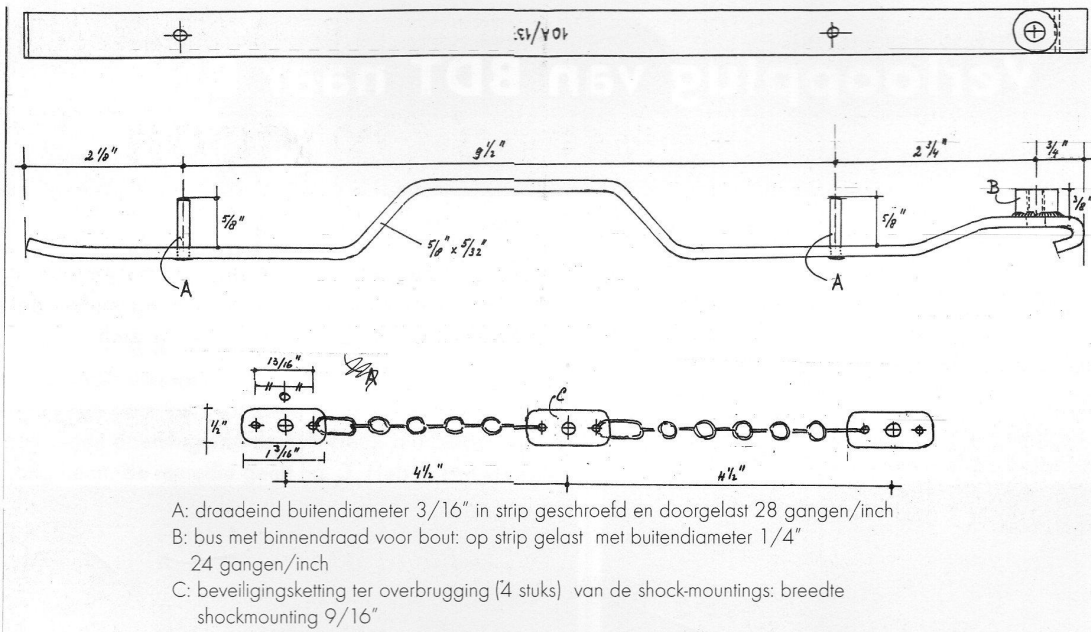 10A/13
2 1/8"
9 1/2"
2 3/4"
3/4"
B
3/8"
5/8"
5/8"
5/8" x 5/32"
A
A
13/16"
C
1/2"
1 3/16"
4 1/2"
4 1/2"
A: draadeind buitendiameter 3/16" in strip geschroefd en doorgelast 28 gangen/inch
B: bus met binnendraad voor bout: op strip gelast met buitendiameter 1/4"
24 gangen/inch
C: beveiligingsketting ter overbrugging (4 stuks) van de shock-mountings: breedte
shockmounting 9/16"